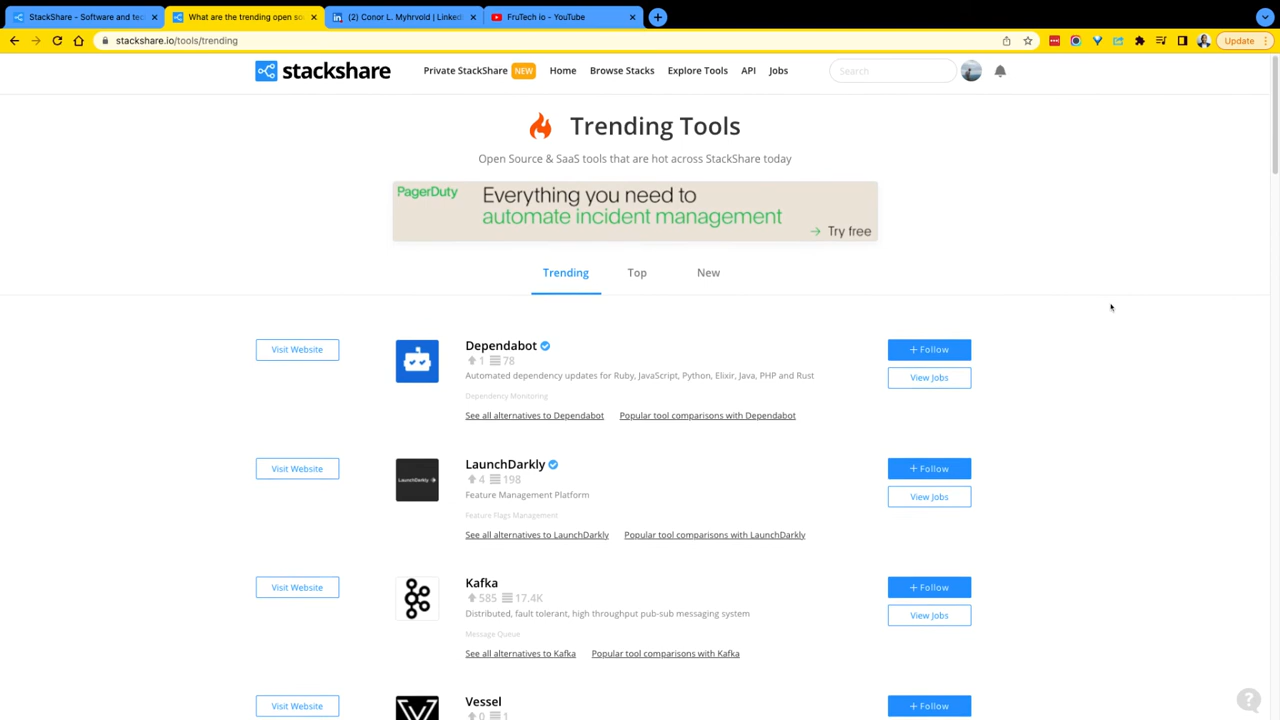 StackShare - Software and tec
What are the trending open so
(2) Conor L. Myhrvold | Linked
FruTech io - YouTube
stackshare.io/tools/trending
Update
stackshare
Private StackShare NEW
Home
Browse Stacks
Explore Tools
API
Jobs
Search
Trending Tools
Open Source & SaaS tools that are hot across StackShare today
PagerDuty
Everything you need to
automate incident management
→ Try free
Trending
Top
New
Visit Website
Dependabot
1 78
Automated dependency updates for Ruby, JavaScript, Python, Elixir, Java, PHP and Rust
Dependency Monitoring
See all alternatives to Dependabot
Popular tool comparisons with Dependabot
+ Follow
View Jobs
Visit Website
LaunchDarkly
LaunchDarkly
4 198
Feature Management Platform
Feature Flags Management
See all alternatives to LaunchDarkly
Popular tool comparisons with LaunchDarkly
+ Follow
View Jobs
Visit Website
Kafka
585 17.4K
Distributed, fault tolerant, high throughput pub-sub messaging system
Message Queue
See all alternatives to Kafka
Popular tool comparisons with Kafka
+ Follow
View Jobs
Visit Website
Vessel
0 1
+ Follow